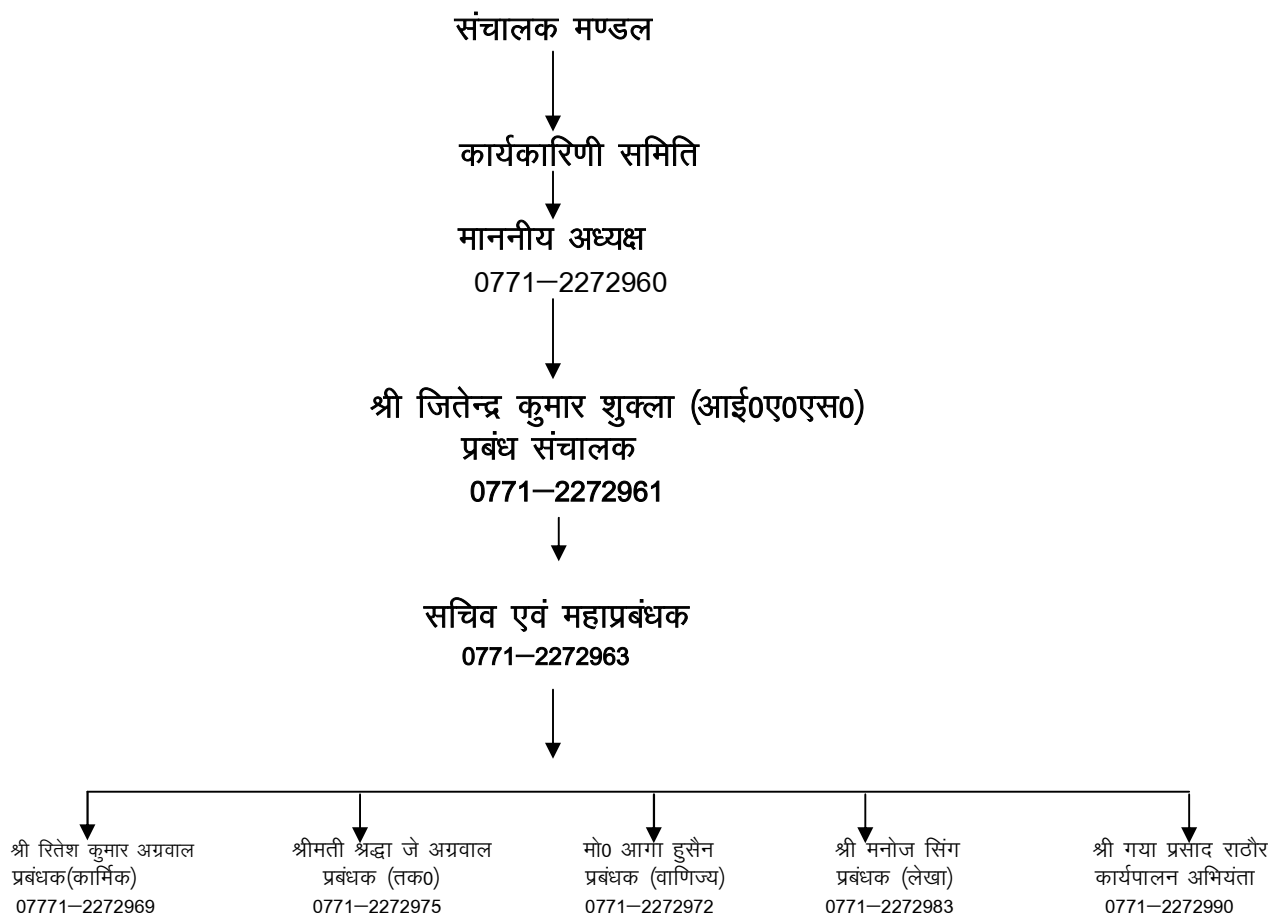 संचालक मण्डल
कार्यकारिणी समिति
माननीय अध्यक्ष
0771–2272960
श्री जितेन्द्र कुमार शुक्ला (आई0ए0एस0)
प्रबंध संचालक
0771–2272961
सचिव एवं महाप्रबंधक
0771–2272963
श्री रितेश कुमार अग्रवाल
प्रबंधक(कार्मिक)
07771–2272969
श्रीमती श्रद्धा जे अग्रवाल
प्रबंधक (तक0)
0771–2272975
मो0 आगा हुसैन
प्रबंधक (वाणिज्य)
0771–2272972
श्री मनोज सिंग
प्रबंधक (लेखा)
0771–2272983
श्री गया प्रसाद राठौर
कार्यपालन अभियंता
0771–2272990